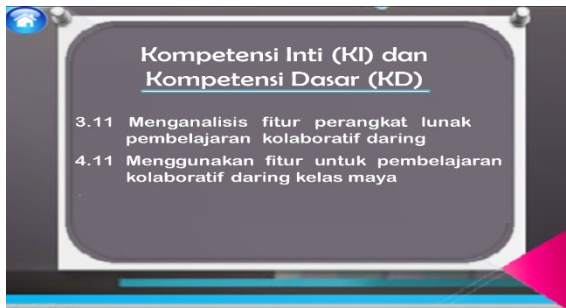 Kompetensi Inti (KI) dan
Kompetensi Dasar (KD)
3.11 Menganalisis fitur perangkat lunak
pembelajaran kolaboratif daring
4.11 Menggunakan fitur untuk pembelajaran
kolaboratif daring kelas maya